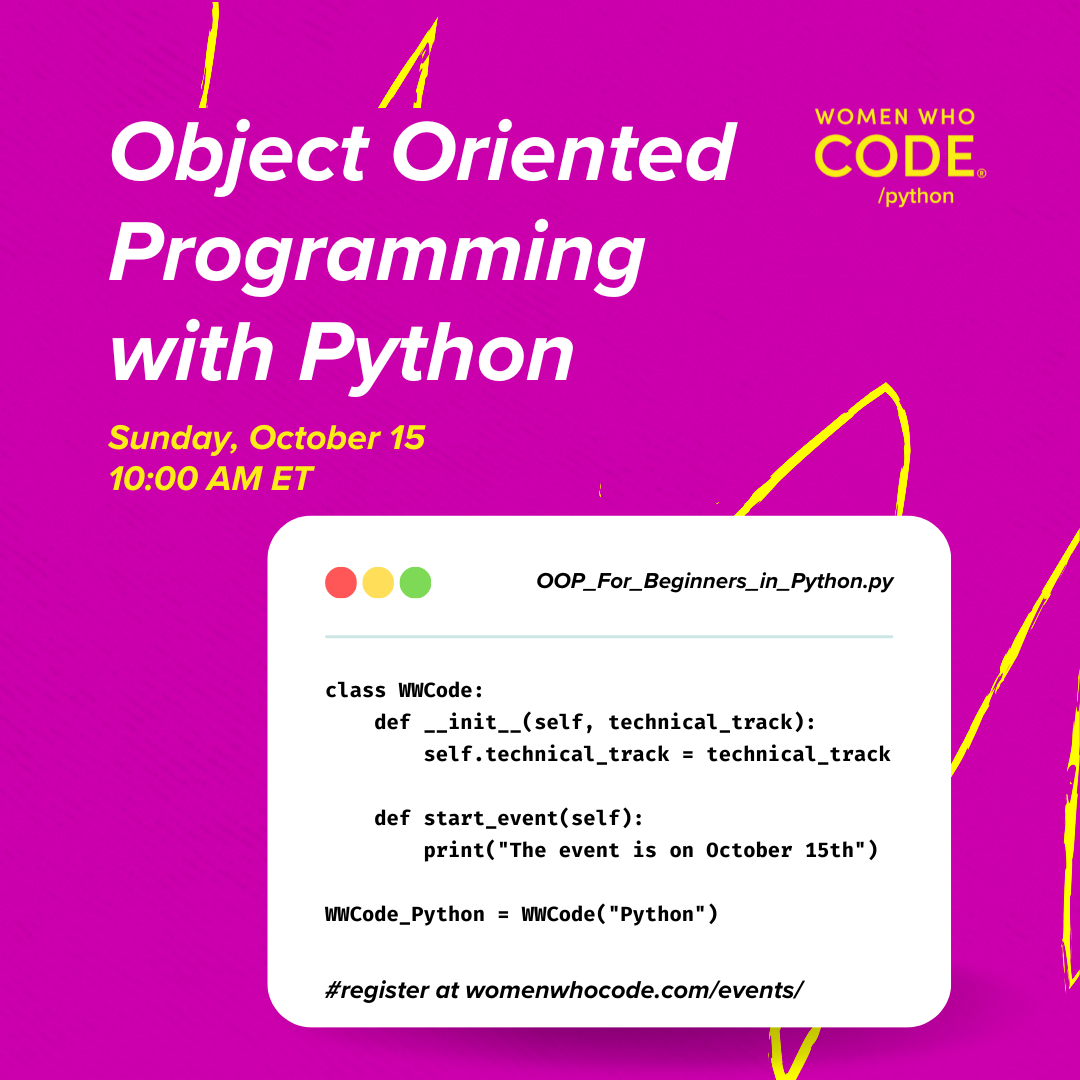 Object Oriented
Programming
with Python
WOMEN WHO
CODE®
/python
Sunday, October 15
10:00 AM ET
OOP_For_Beginners_in_Python.py
class WWCode:
    def __init__(self, technical_track):
        self.technical_track = technical_track
    def start_event(self):
        print("The event is on October 15th")
WWCode_Python = WWCode("Python")
#register at womenwhocode.com/events/